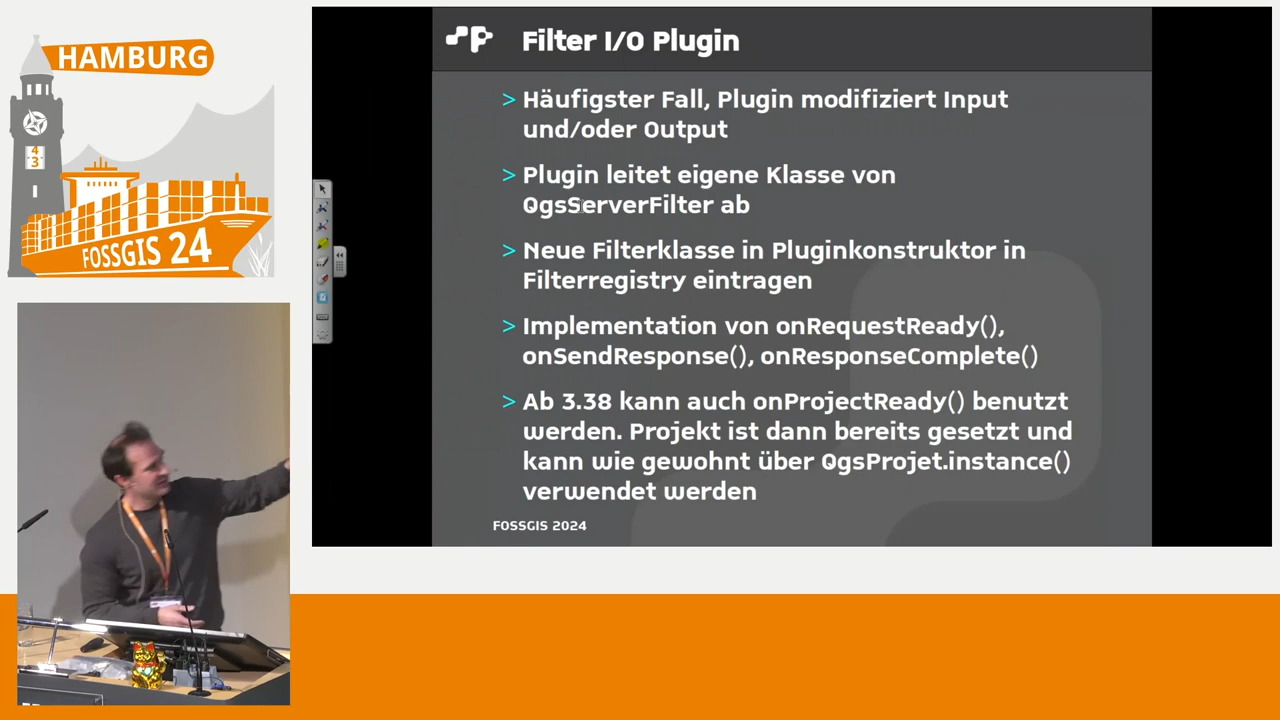 HAMBURG
4
3
FOSSGIS 24
Filter I/O Plugin
> Häufigster Fall, Plugin modifiziert Input
und/oder Output
> Plugin leitet eigene Klasse von
QgsServerFilter ab
> Neue Filterklasse in Pluginkonstruktor in
Filterregistry eintragen
> Implementation von onRequestReady(),
onSendResponse(), onResponseComplete()
> Ab 3.38 kann auch onProjectReady() benutzt
werden. Projekt ist dann bereits gesetzt und
kann wie gewohnt über QgsProjet.instance()
verwendet werden
FOSSGIS 2024